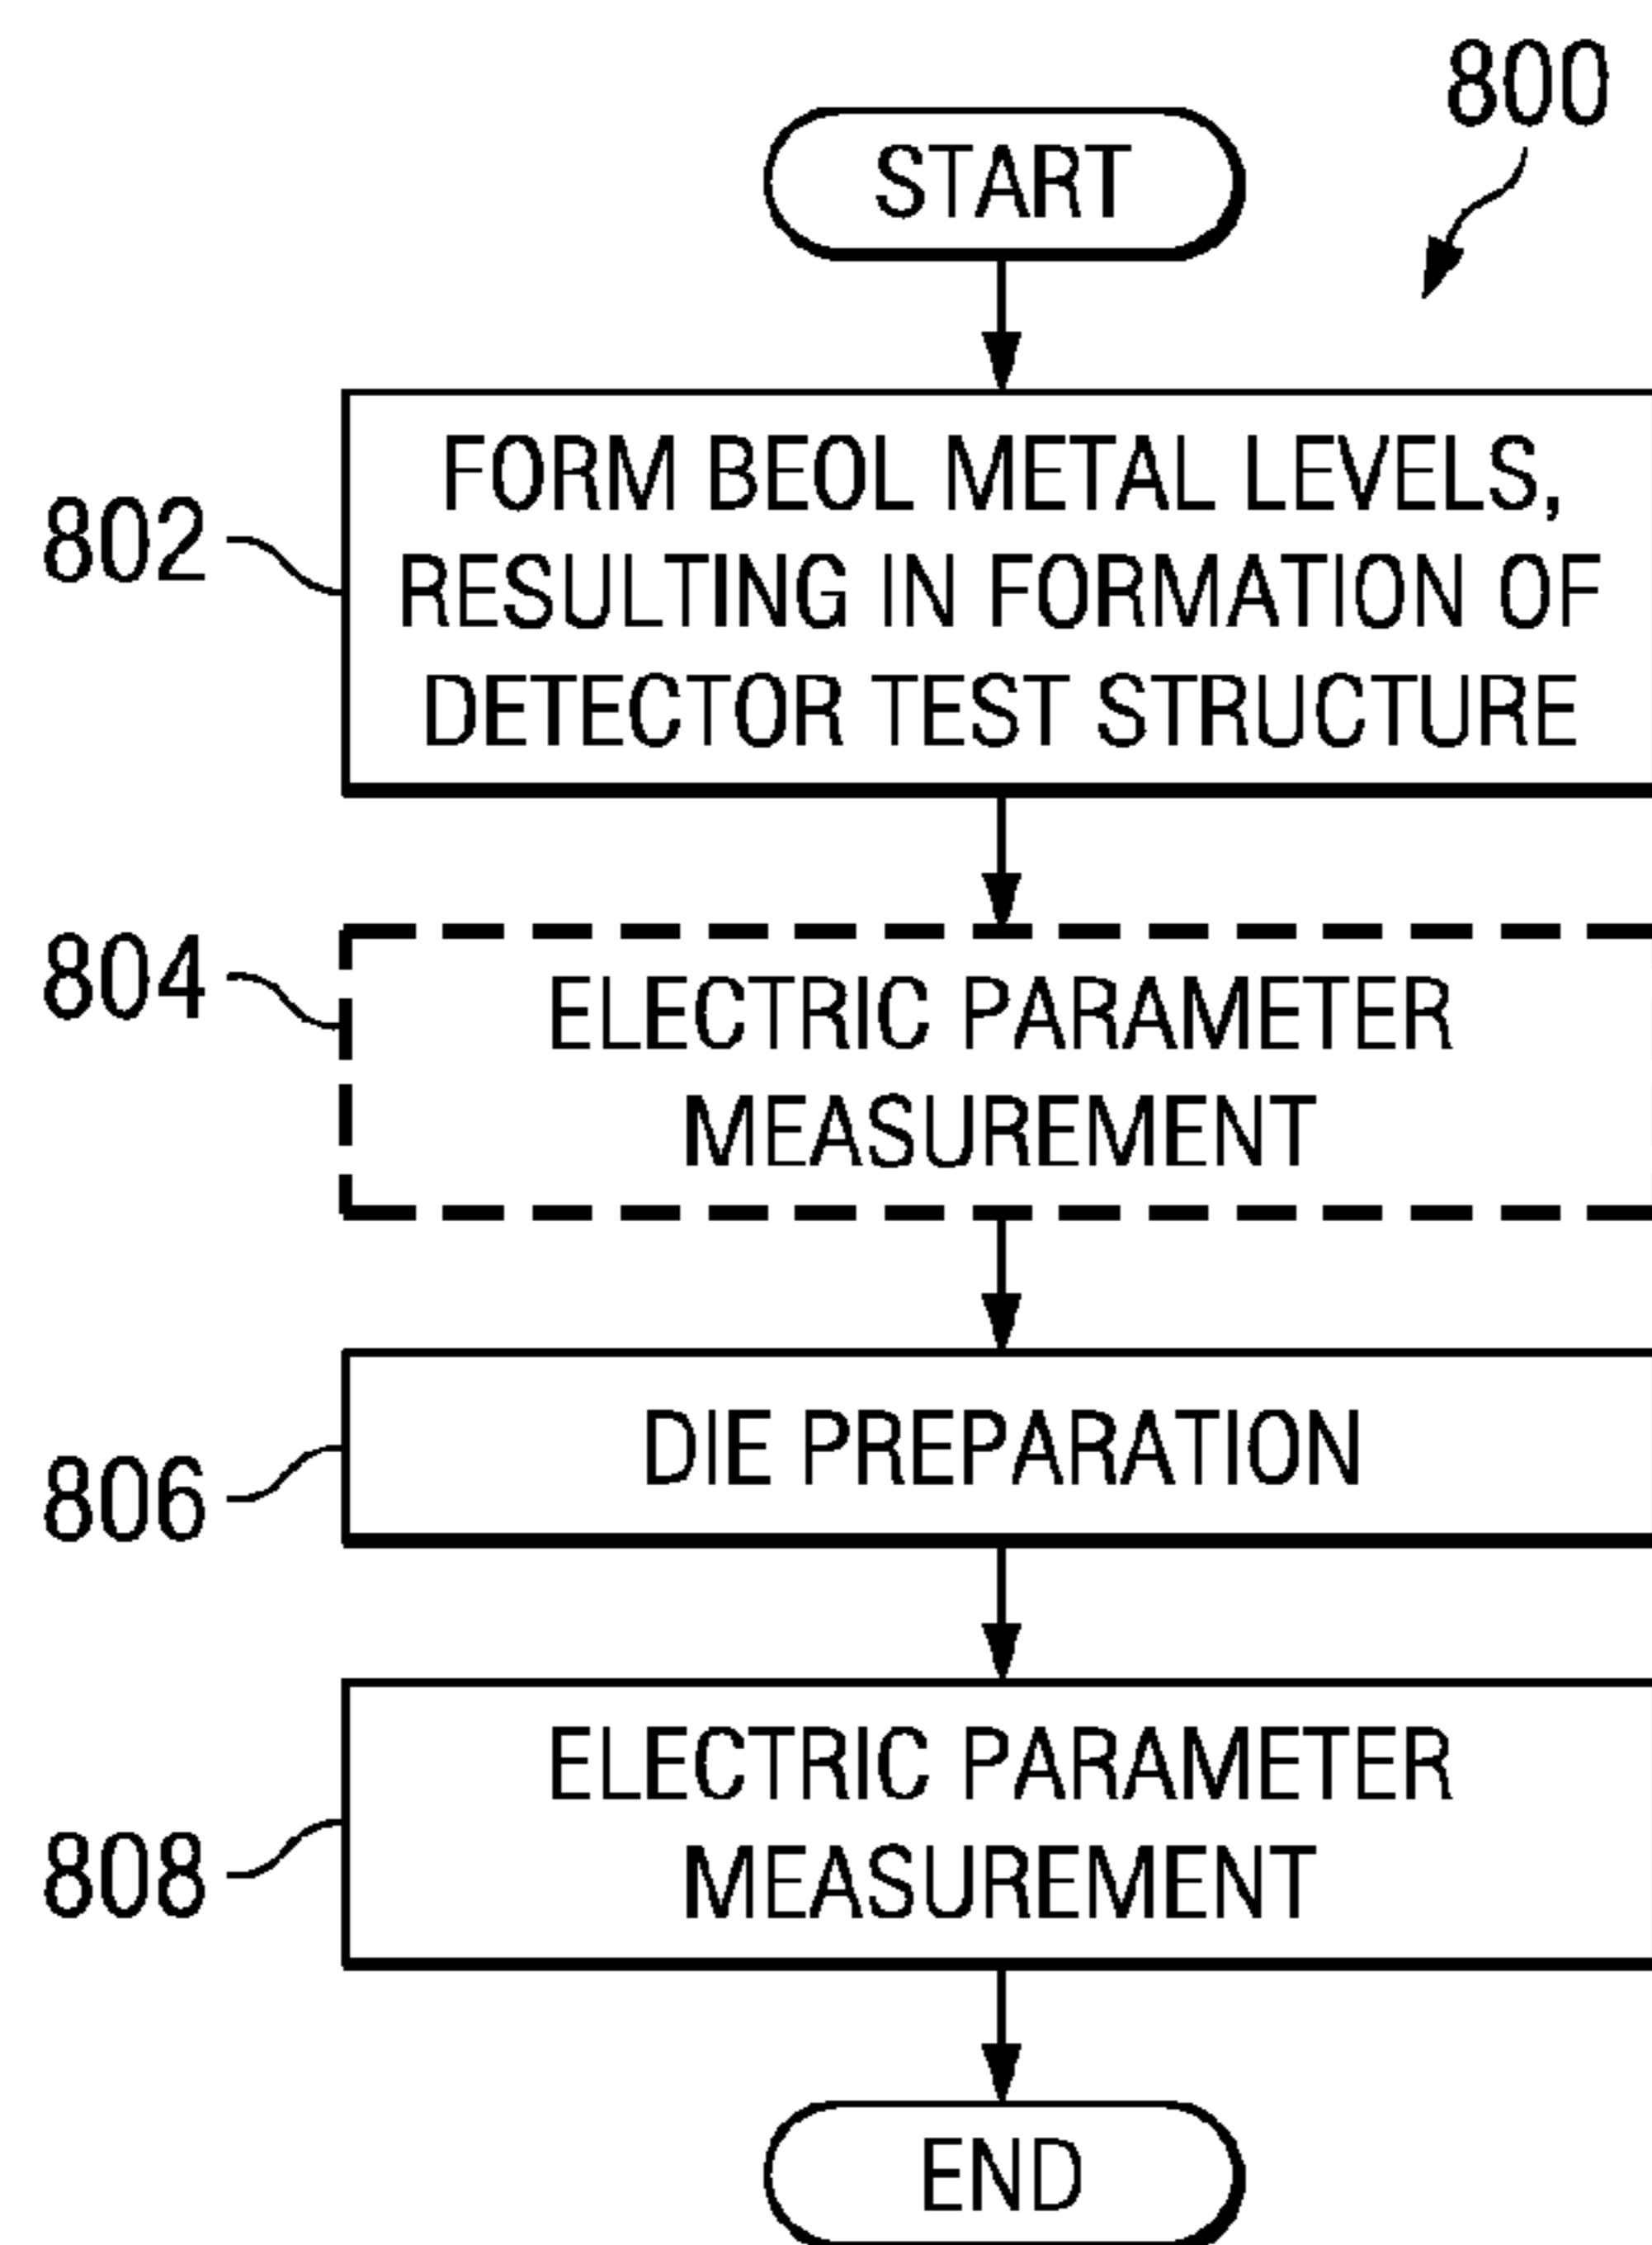 800
START
802
FORM BEOL METAL LEVELS,
RESULTING IN FORMATION OF
DETECTOR TEST STRUCTURE
804
ELECTRIC PARAMETER
MEASUREMENT
806
DIE PREPARATION
808
ELECTRIC PARAMETER
MEASUREMENT
END